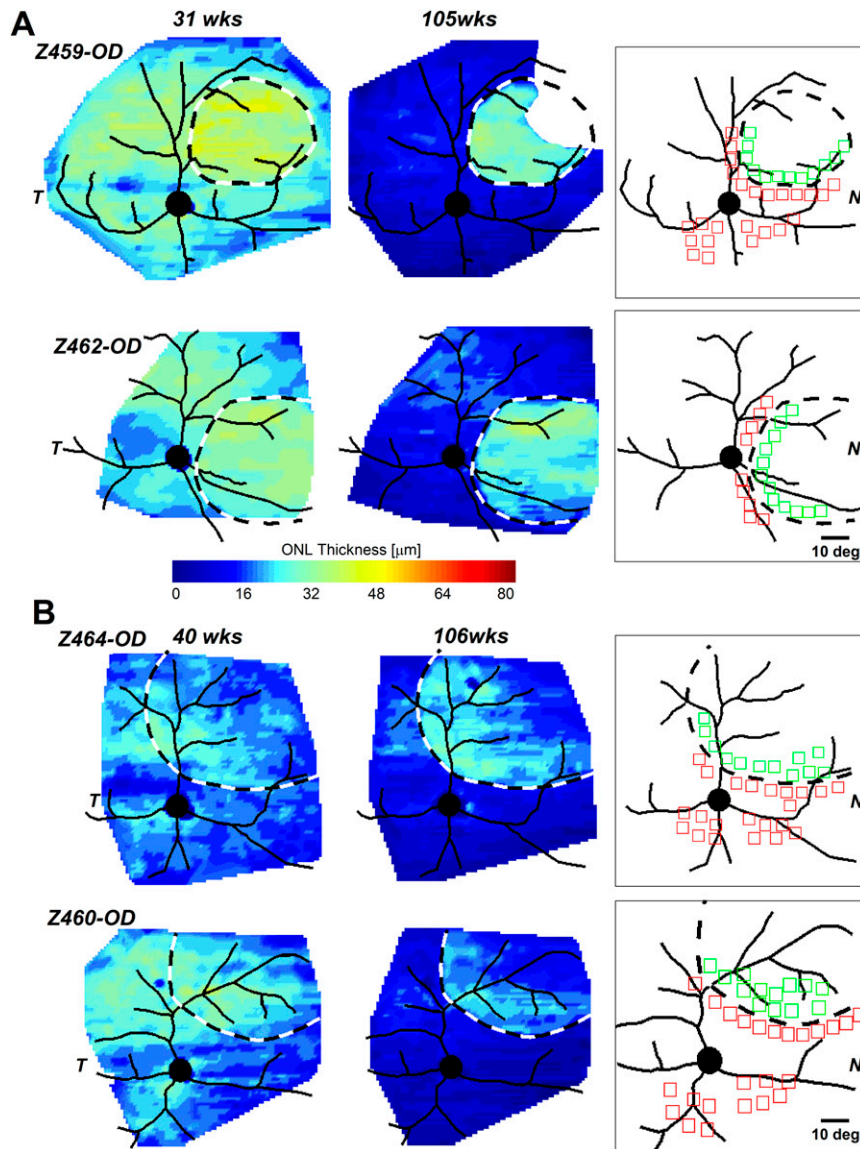 A
31 wks 105wks
Z459-OD
T N
Z462-OD
T N
10 deg
ONL Thickness [μm]
0 16 32 48 64 80
B
40 wks 106wks
Z464-OD
T N
Z460-OD
T N
10 deg